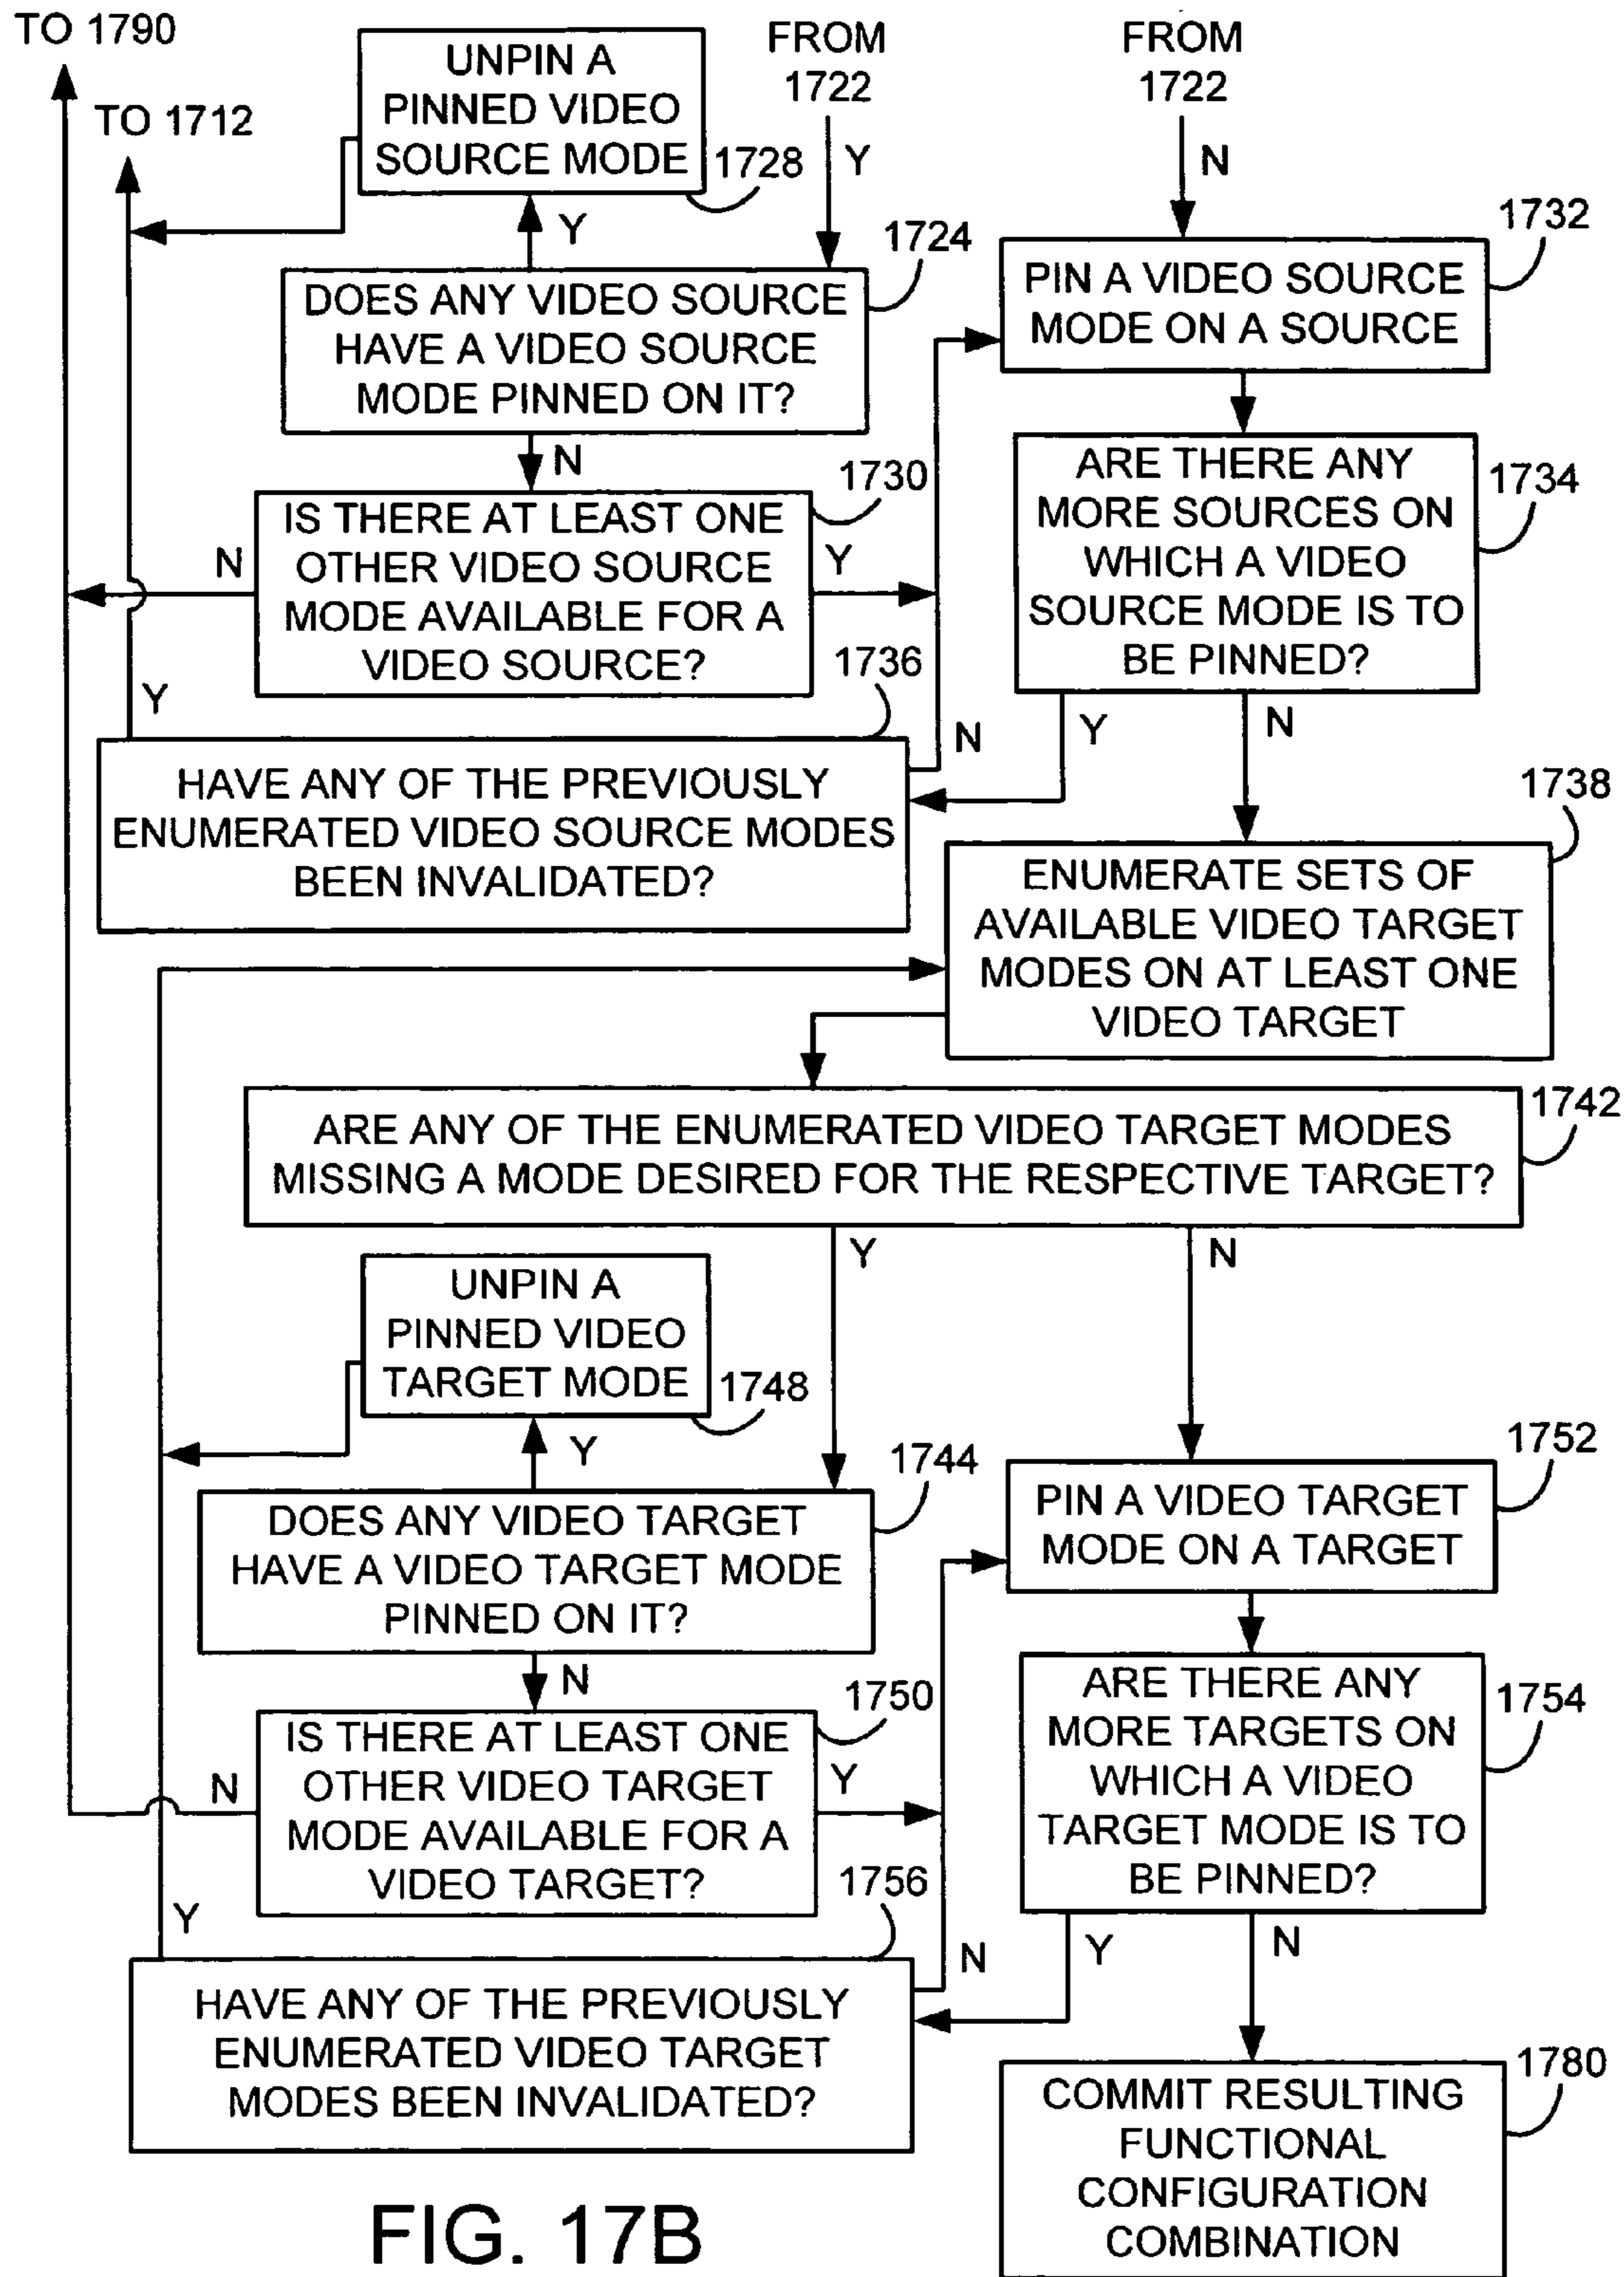 TO 1790
TO 1712
UNPIN A
PINNED VIDEO
SOURCE MODE
1728
FROM
1722
Y
FROM
1722
N
Y
1724
DOES ANY VIDEO SOURCE
HAVE A VIDEO SOURCE
MODE PINNED ON IT?
1732
PIN A VIDEO SOURCE
MODE ON A SOURCE
N
1730
IS THERE AT LEAST ONE
OTHER VIDEO SOURCE
MODE AVAILABLE FOR A
VIDEO SOURCE?
N
Y
1734
ARE THERE ANY
MORE SOURCES ON
WHICH A VIDEO
SOURCE MODE IS TO
BE PINNED?
Y
1736
N
Y
N
HAVE ANY OF THE PREVIOUSLY
ENUMERATED VIDEO SOURCE MODES
BEEN INVALIDATED?
1738
ENUMERATE SETS OF
AVAILABLE VIDEO TARGET
MODES ON AT LEAST ONE
VIDEO TARGET
1742
ARE ANY OF THE ENUMERATED VIDEO TARGET MODES
MISSING A MODE DESIRED FOR THE RESPECTIVE TARGET?
Y
N
UNPIN A
PINNED VIDEO
TARGET MODE
1748
Y
1744
DOES ANY VIDEO TARGET
HAVE A VIDEO TARGET MODE
PINNED ON IT?
1752
PIN A VIDEO TARGET
MODE ON A TARGET
N
1750
IS THERE AT LEAST ONE
OTHER VIDEO TARGET
MODE AVAILABLE FOR A
VIDEO TARGET?
N
Y
1754
ARE THERE ANY
MORE TARGETS ON
WHICH A VIDEO
TARGET MODE IS TO
BE PINNED?
Y
1756
N
Y
N
HAVE ANY OF THE PREVIOUSLY
ENUMERATED VIDEO TARGET
MODES BEEN INVALIDATED?
1780
COMMIT RESULTING
FUNCTIONAL
CONFIGURATION
COMBINATION
FIG. 17B